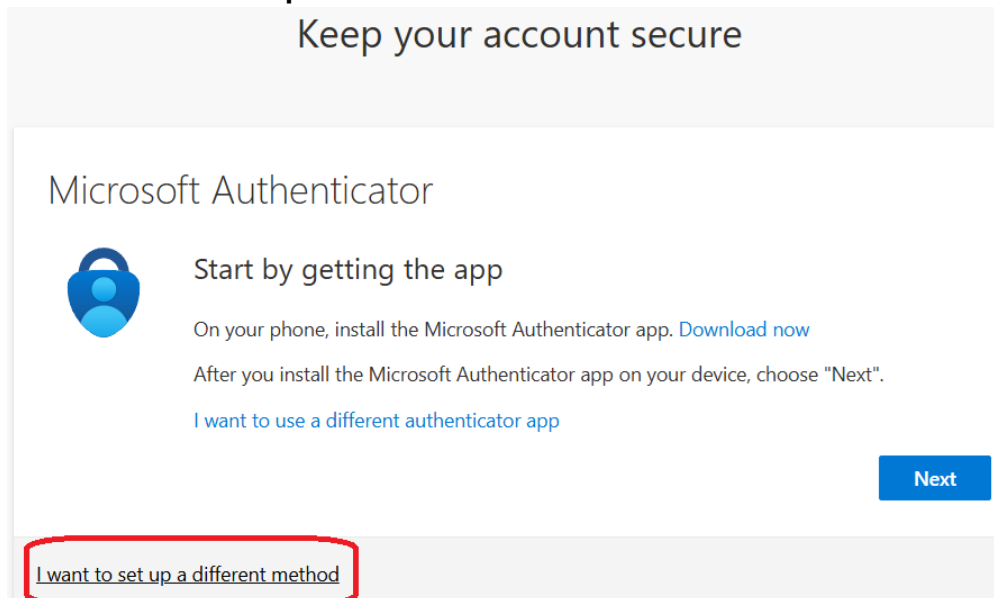 Keep your account secure
Microsoft Authenticator
Start by getting the app
On your phone, install the Microsoft Authenticator app. Download now
After you install the Microsoft Authenticator app on your device, choose "Next".
I want to use a different authenticator app
Next
I want to set up a different method